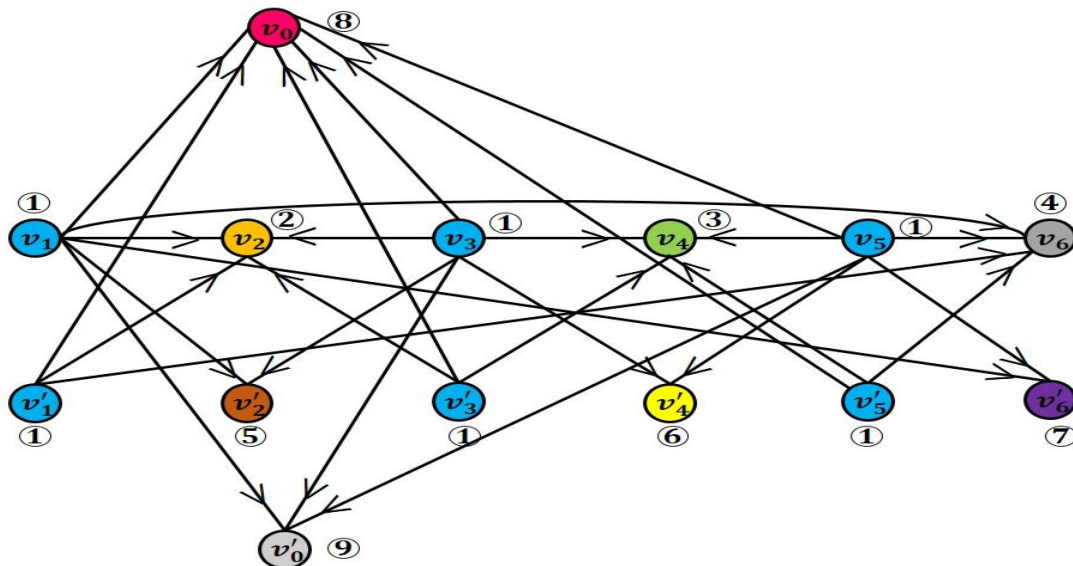 v₀ ⑧
① ② ① ③ ① ④
v₁ v₂ v₃ v₄ v₅ v₆
v′₁ v′₂ v′₃ v′₄ v′₅ v′₆
① ⑤ ① ⑥ ① ⑦
v′₀ ⑨